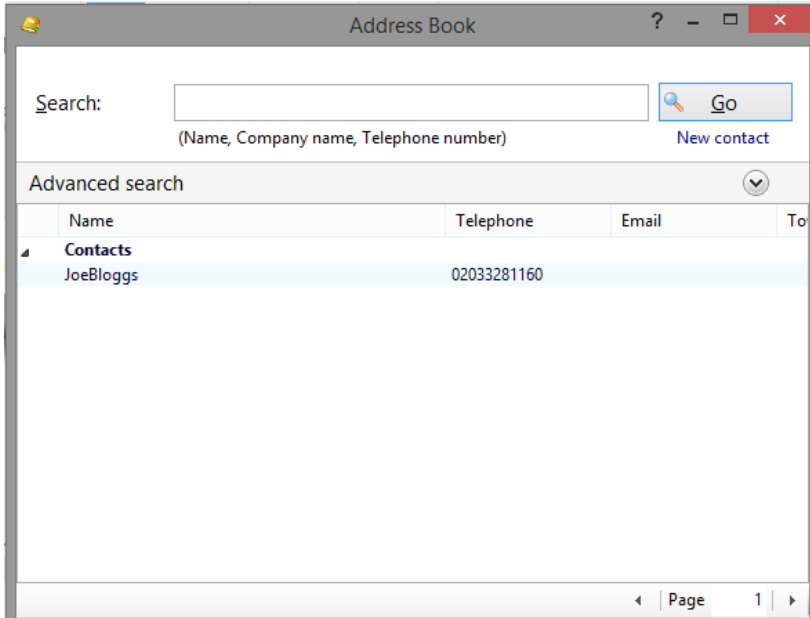 Address Book
Search:
Go
(Name, Company name, Telephone number)
New contact
Advanced search
Name Telephone Email To
Contacts
JoeBloggs 02033281160
Page 1